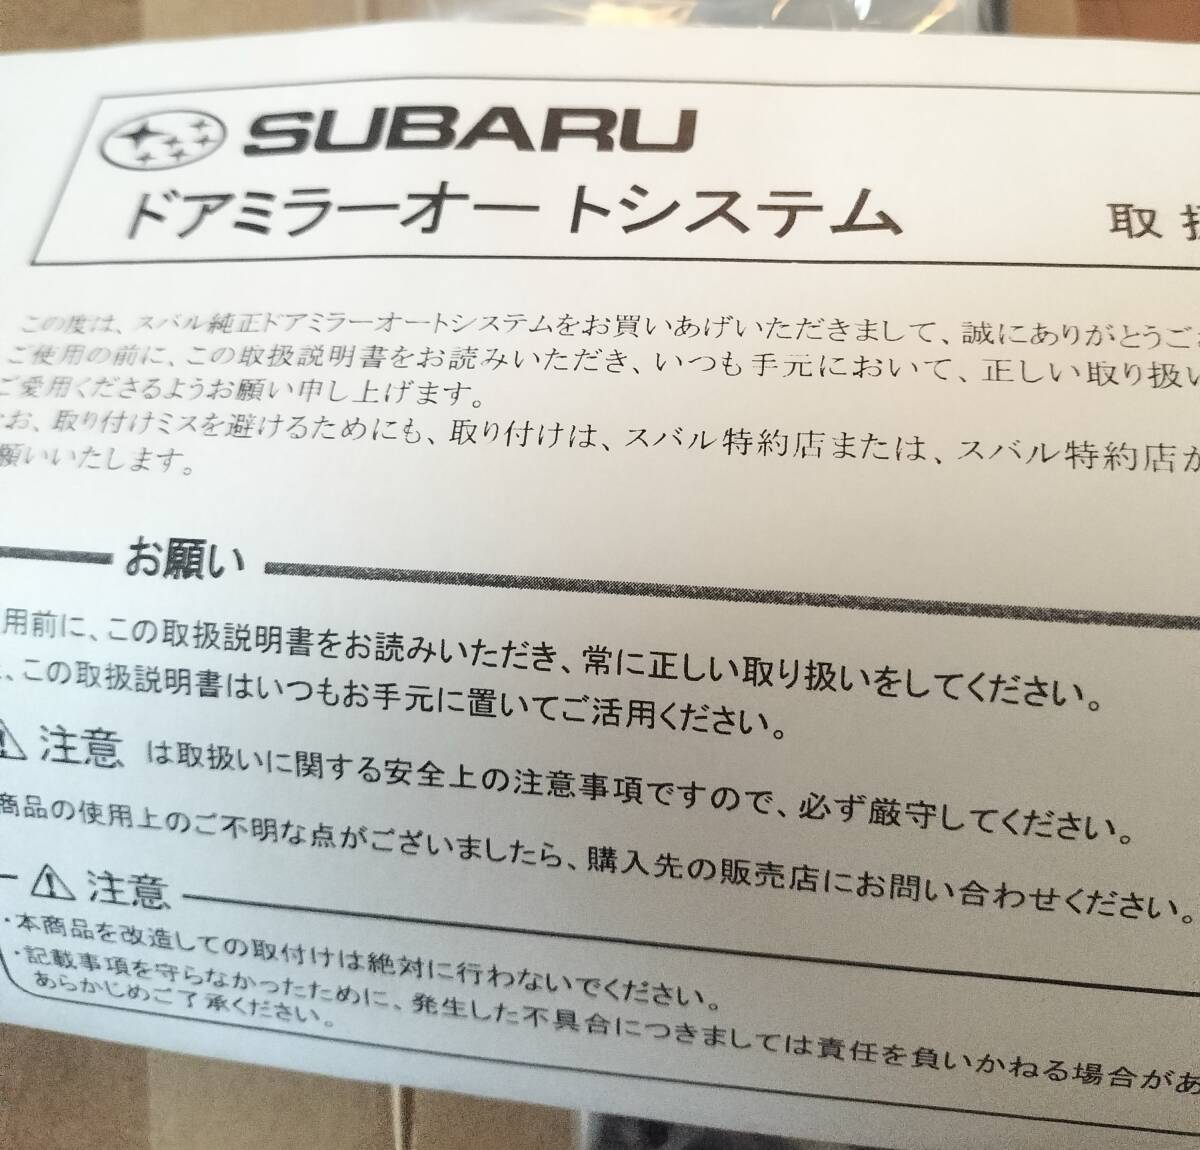 SUBARU
ドアミラーオートシステム 取扱
この度は、スバル純正ドアミラーオートシステムをお買いあげいただきまして、誠にありがとうご
ご使用の前に、この取扱説明書をお読みいただき、いつも手元において、正しい取り扱い
ご愛用くださるようお願い申し上げます。
お、取り付けミスを避けるためにも、取り付けは、スバル特約店または、スバル特約店が
願いいたします。
お願い
用前に、この取扱説明書をお読みいただき、常に正しい取り扱いをしてください。
、この取扱説明書はいつもお手元に置いてご活用ください。
注意 は取扱いに関する安全上の注意事項ですので、必ず厳守してください。
商品の使用上のご不明な点がございましたら、購入先の販売店にお問い合わせください。
注意
・本商品を改造しての取付けは絶対に行わないでください。
・記載事項を守らなかったために、発生した不具合につきましては責任を負いかねる場合があ
あらかじめご了承ください。